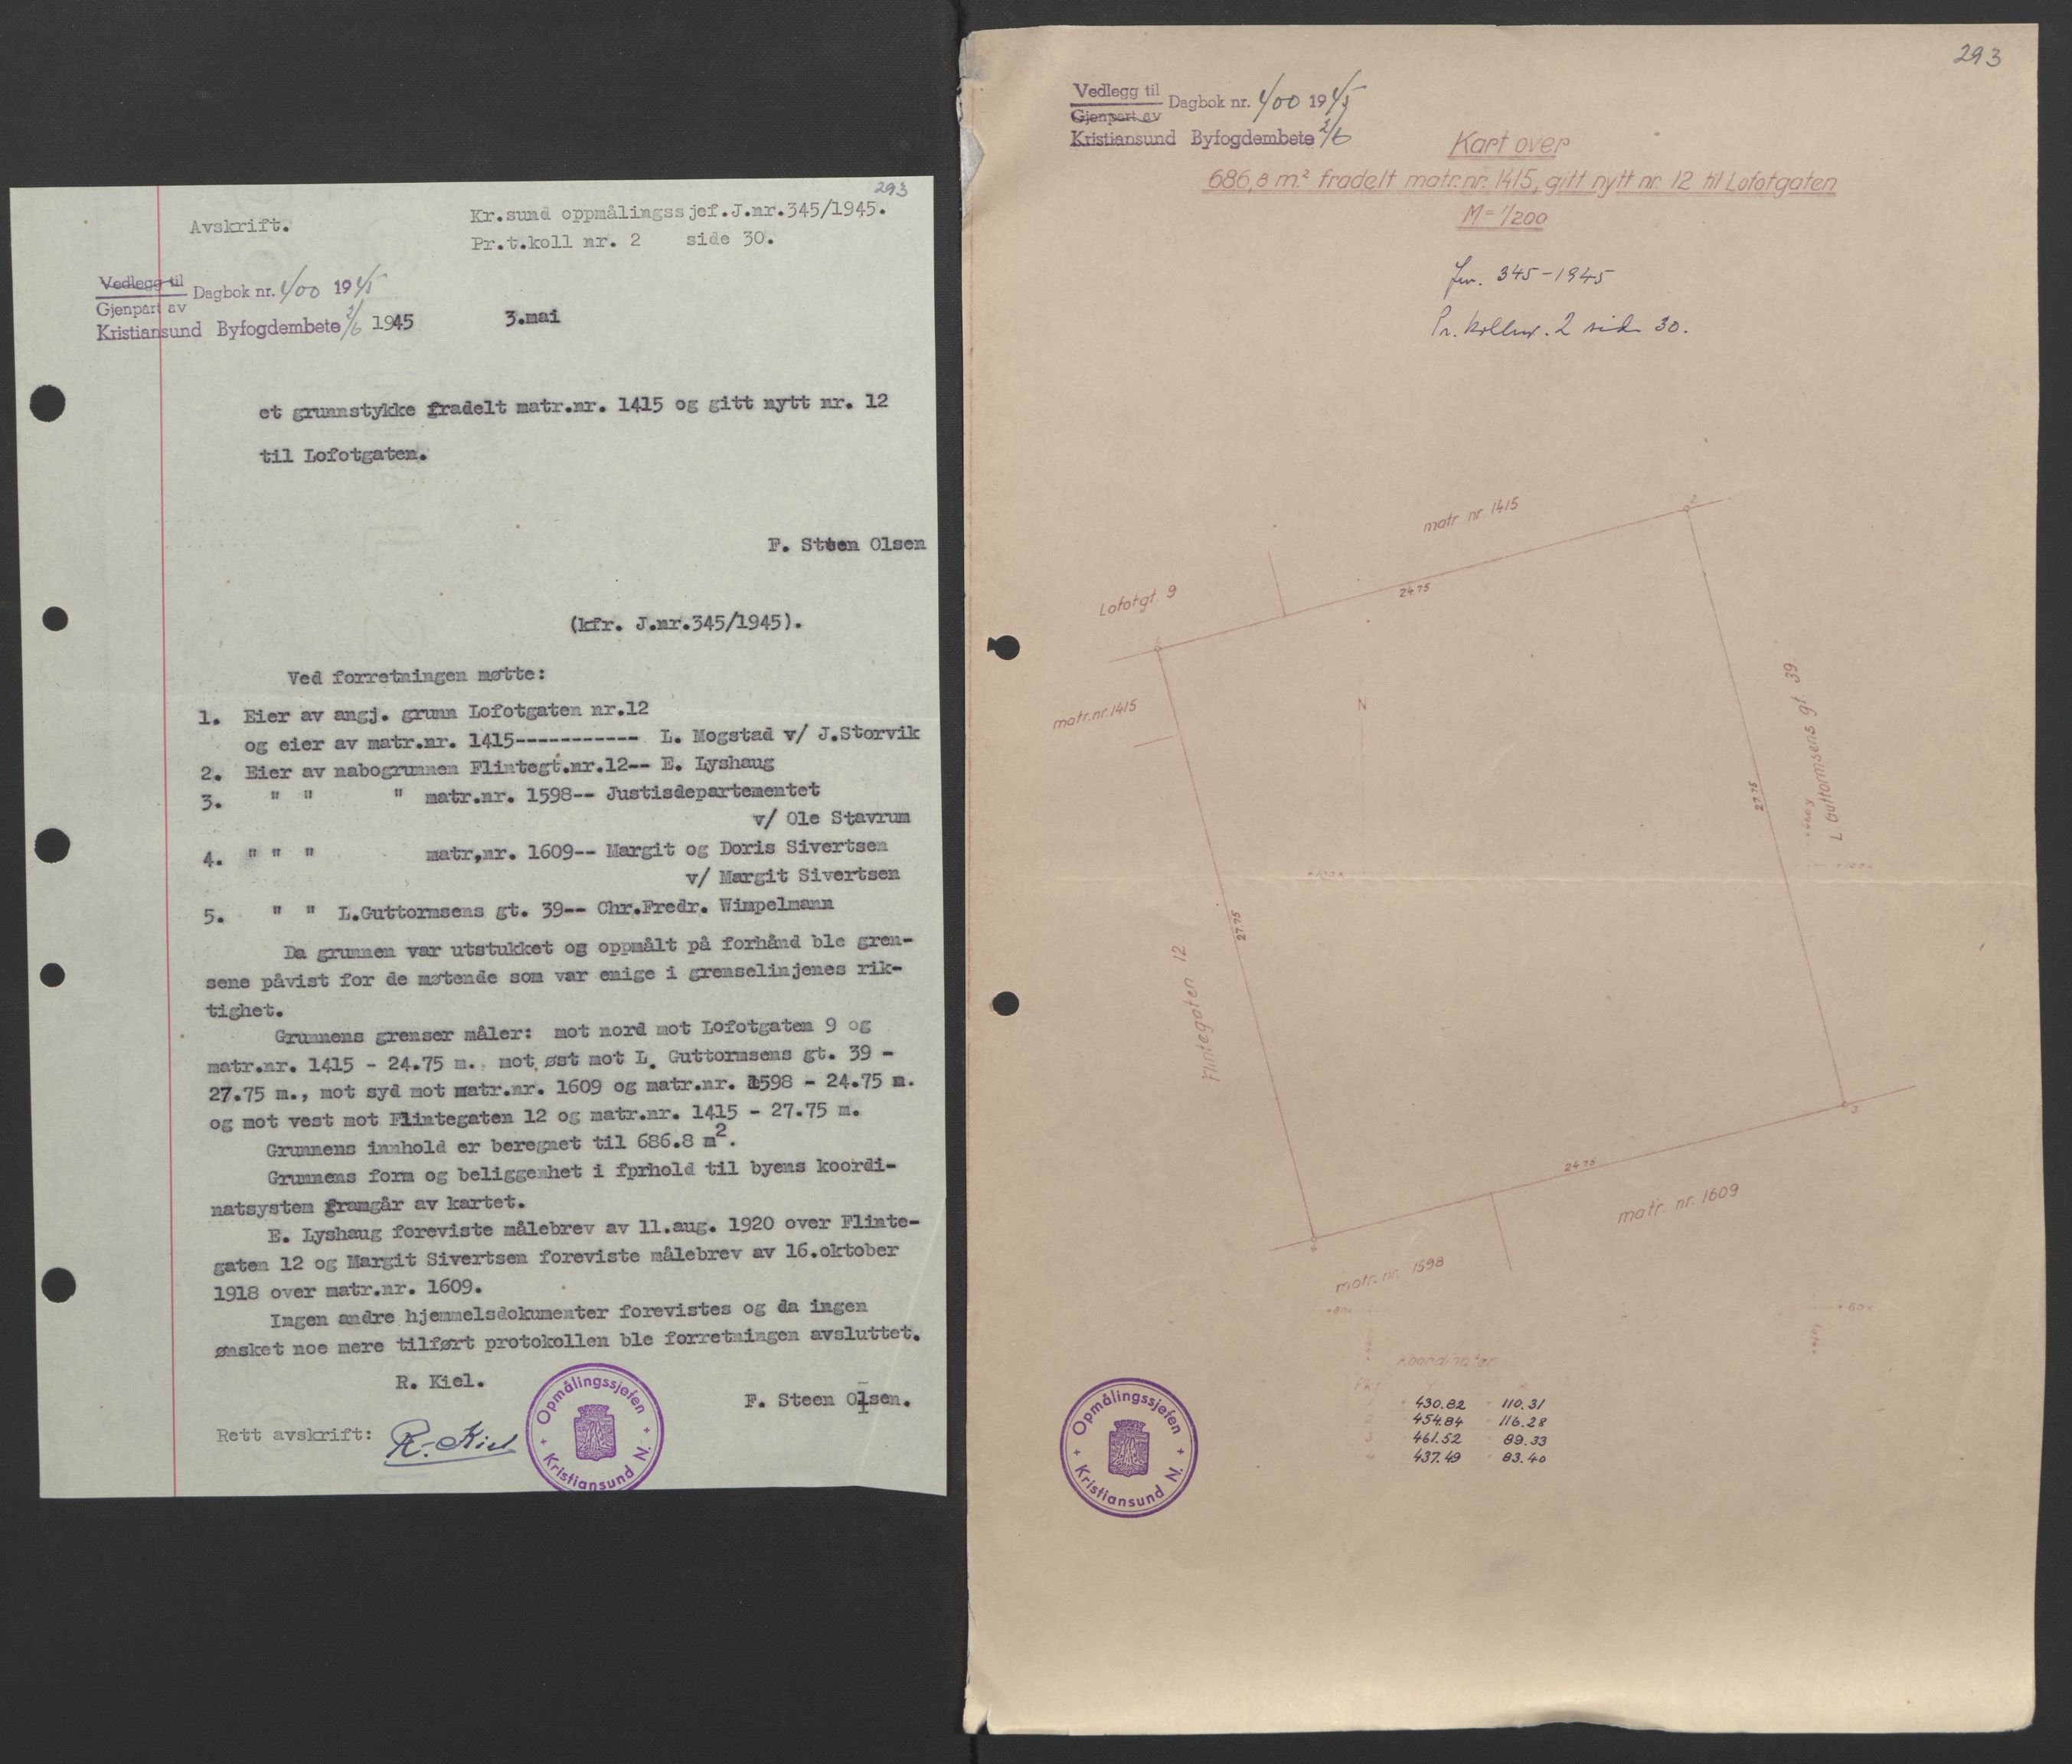 293
Avskrift.
Kr.sund oppmålingssjef.J.nr.345/1945.
Pr.t.koll nr. 2 side 30.
Vedlegg til
Gjenpart av
Dagbok nr. 400 1945
Kristiansund Byfogdembete 2/6 1945 3.mai
et grunnstykke fradelt matr.nr. 1415 og gitt nytt nr. 12
til Lofotgaten.
F. Steen Olsen
(kfr. J.nr.345/1945).
Ved forretningen møtte:
1. Eier av angj. grunn Lofotgaten nr.12
og eier av matr.nr. 1415----------- L. Mogstad v/ J.Storvik
2. Eier av nabogrunnen Flintegt.nr.12-- E. Lyshaug
3. " " " matr.nr. 1598-- Justisdepartementet
v/ Ole Stavrum
4. " " " matr,nr. 1609-- Margit og Doris Sivertsen
v/ Margit Sivertsen
5. " " L.Guttormsens gt. 39-- Chr.Fredr. Wimpelmann
Da grunnen var utstukket og oppmålt på forhånd ble gren-
sene påvist for de møtende som var enige i grenselinjenes rik-
tighet.
Grunnens grenser måler: mot nord mot Lofotgaten 9 og
matr.nr. 1415 - 24.75 m., mot øst mot L. Guttormsens gt. 39 -
27.75 m., mot syd mot matr.nr. 1609 og matr.nr. 1598 - 24.75 m.
og mot vest mot Flintegaten 12 og matr.nr. 1415 - 27.75 m.
Grunnens innhold er beregnet til 686.8 m2.
Grunnens form og beliggenhet i fprhold til byens koordi-
natsystem framgår av kartet.
E. Lyshaug foreviste målebrev av 11.aug. 1920 over Flinte-
gaten 12 og Margit Sivertsen foreviste målebrev av 16.oktober
1918 over matr.nr. 1609.
Ingen andre hjemmelsdokumenter forevistes og da ingen
ønsket noe mere tilført protokollen ble forretningen avsluttet.
R. Kiel.
F. Steen Olsen.
Rett avskrift: R. Kiel
Opmålingssjefen
Kristiansund N.
293
Vedlegg til
Gjenpart av
Dagbok nr. 400 1945
Kristiansund Byfogdembete 2/6
Kart over
686,8 m.² fradelt matr.nr. 1415, gitt nytt nr. 12 til Lofotgaten
M = 1/200
Jnr. 345-1945
Pr. kollnr. 2 side 30.
matr nr 1415
2
24.75
Lofotgt. 9
matr.nr.1415
N
L Guttormsens gt 39.
27.75
27.75
Flintegaten 12
3
24.75
matr. nr. 1609
4
matr. nr. 1598
+80x
+80x
Koordinater
Pkt
1 430.82 110.31
2 454.84 116.28
3 461.52 89.33
4 437.49 83.40
Opmålingssjefen
Kristiansund N.